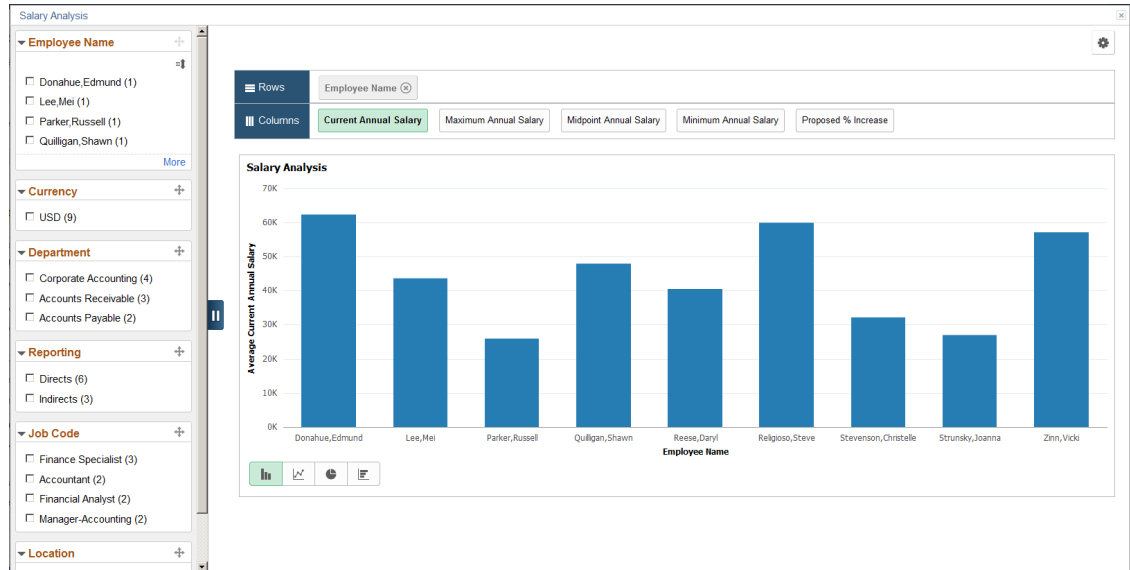 Salary Analysis
Employee Name
Donahue,Edmund (1)
Lee,Mei (1)
Parker,Russell (1)
Quilligan,Shawn (1)
More
Currency
USD (9)
Department
Corporate Accounting (4)
Accounts Receivable (3)
Accounts Payable (2)
Reporting
Directs (6)
Indirects (3)
Job Code
Finance Specialist (3)
Accountant (2)
Financial Analyst (2)
Manager-Accounting (2)
Location
Rows
Employee Name
Columns
Current Annual Salary
Maximum Annual Salary
Midpoint Annual Salary
Minimum Annual Salary
Proposed % Increase
Salary Analysis
Average Current Annual Salary
70K
60K
50K
40K
30K
20K
10K
0K
Donahue,Edmund
Lee,Mei
Parker,Russell
Quilligan,Shawn
Reese,Daryl
Religioso,Steve
Stevenson,Christelle
Strunsky,Joanna
Zinn,Vicki
Employee Name